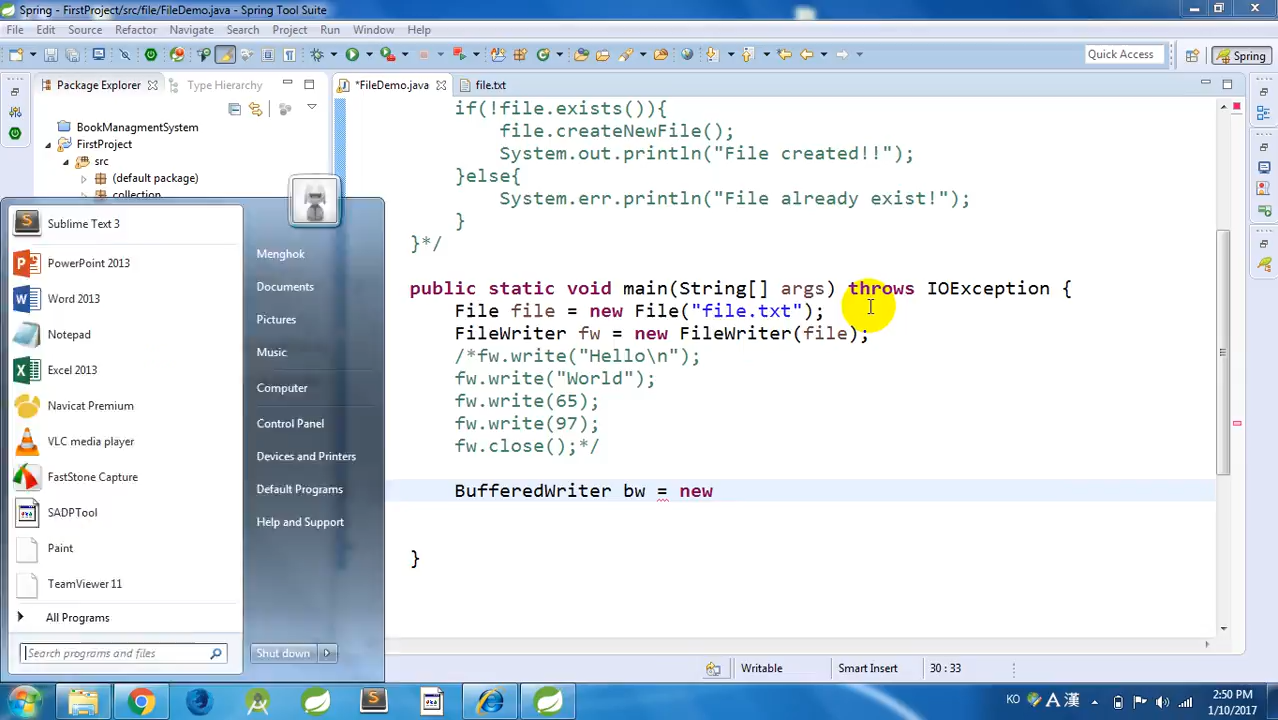 Spring - FirstProject/src/file/FileDemo.java - Spring Tool Suite
File Edit Source Refactor Navigate Search Project Run Window Help
Quick Access
Spring
Package Explorer
Type Hierarchy
*FileDemo.java
file.txt
BookManagmentSystem
FirstProject
src
(default package)
collection
if(!file.exists()){
file.createNewFile();
System.out.println("File created!!");
}else{
System.err.println("File already exist!");
}
}*/
public static void main(String[] args) throws IOException {
File file = new File("file.txt");
FileWriter fw = new FileWriter(file);
/*fw.write("Hello\n");
fw.write("World");
fw.write(65);
fw.write(97);
fw.close();*/
BufferedWriter bw = new
}
Sublime Text 3
PowerPoint 2013
Word 2013
Notepad
Excel 2013
Navicat Premium
VLC media player
FastStone Capture
SADPTool
Paint
TeamViewer 11
All Programs
Search programs and files
Menghok
Documents
Pictures
Music
Computer
Control Panel
Devices and Printers
Default Programs
Help and Support
Shut down
Writable
Smart Insert
30 : 33
KO
A 漢
2:50 PM
1/10/2017